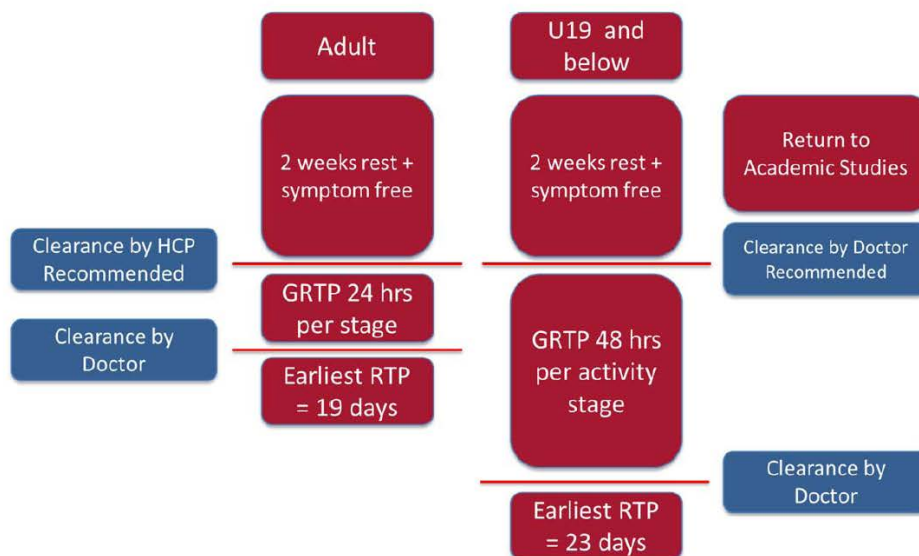 Adult
U19 and
below
2 weeks rest +
symptom free
2 weeks rest +
symptom free
Return to
Academic Studies
Clearance by HCP
Recommended
Clearance by Doctor
Recommended
GRTP 24 hrs
per stage
Clearance by
Doctor
GRTP 48 hrs
per activity
stage
Earliest RTP
= 19 days
Clearance by
Doctor
Earliest RTP
= 23 days